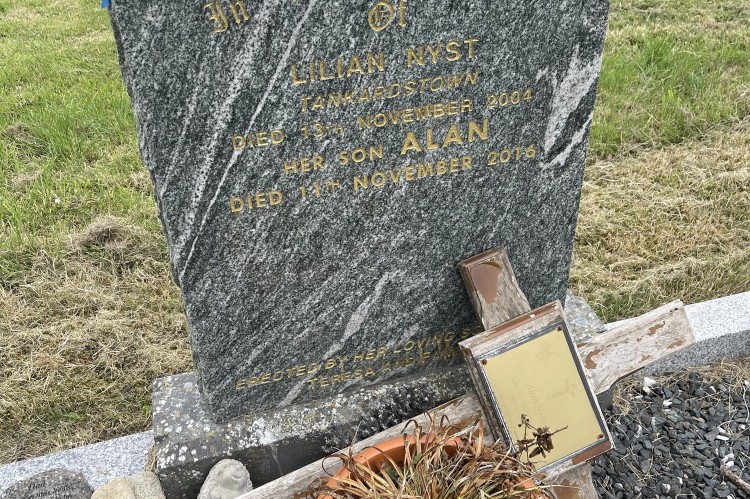 In Of
LILIAN NYST
TANKARDSTOWN
DIED 13TH NOVEMBER 2004
HER SON ALAN
DIED 11TH NOVEMBER 2016
ERECTED BY HER LOVING
TERESA